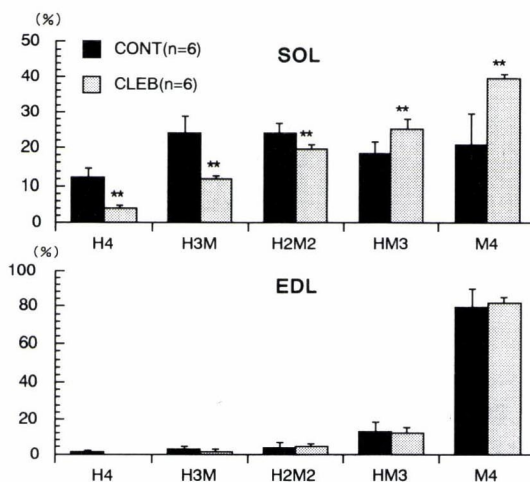 (%)
50
40
30
20
10
0
CONT(n=6)
CLEB(n=6)
SOL
** ** ** ** **
H4 H3M H2M2 HM3 M4
(%)
100
80
60
40
20
0
EDL
H4 H3M H2M2 HM3 M4